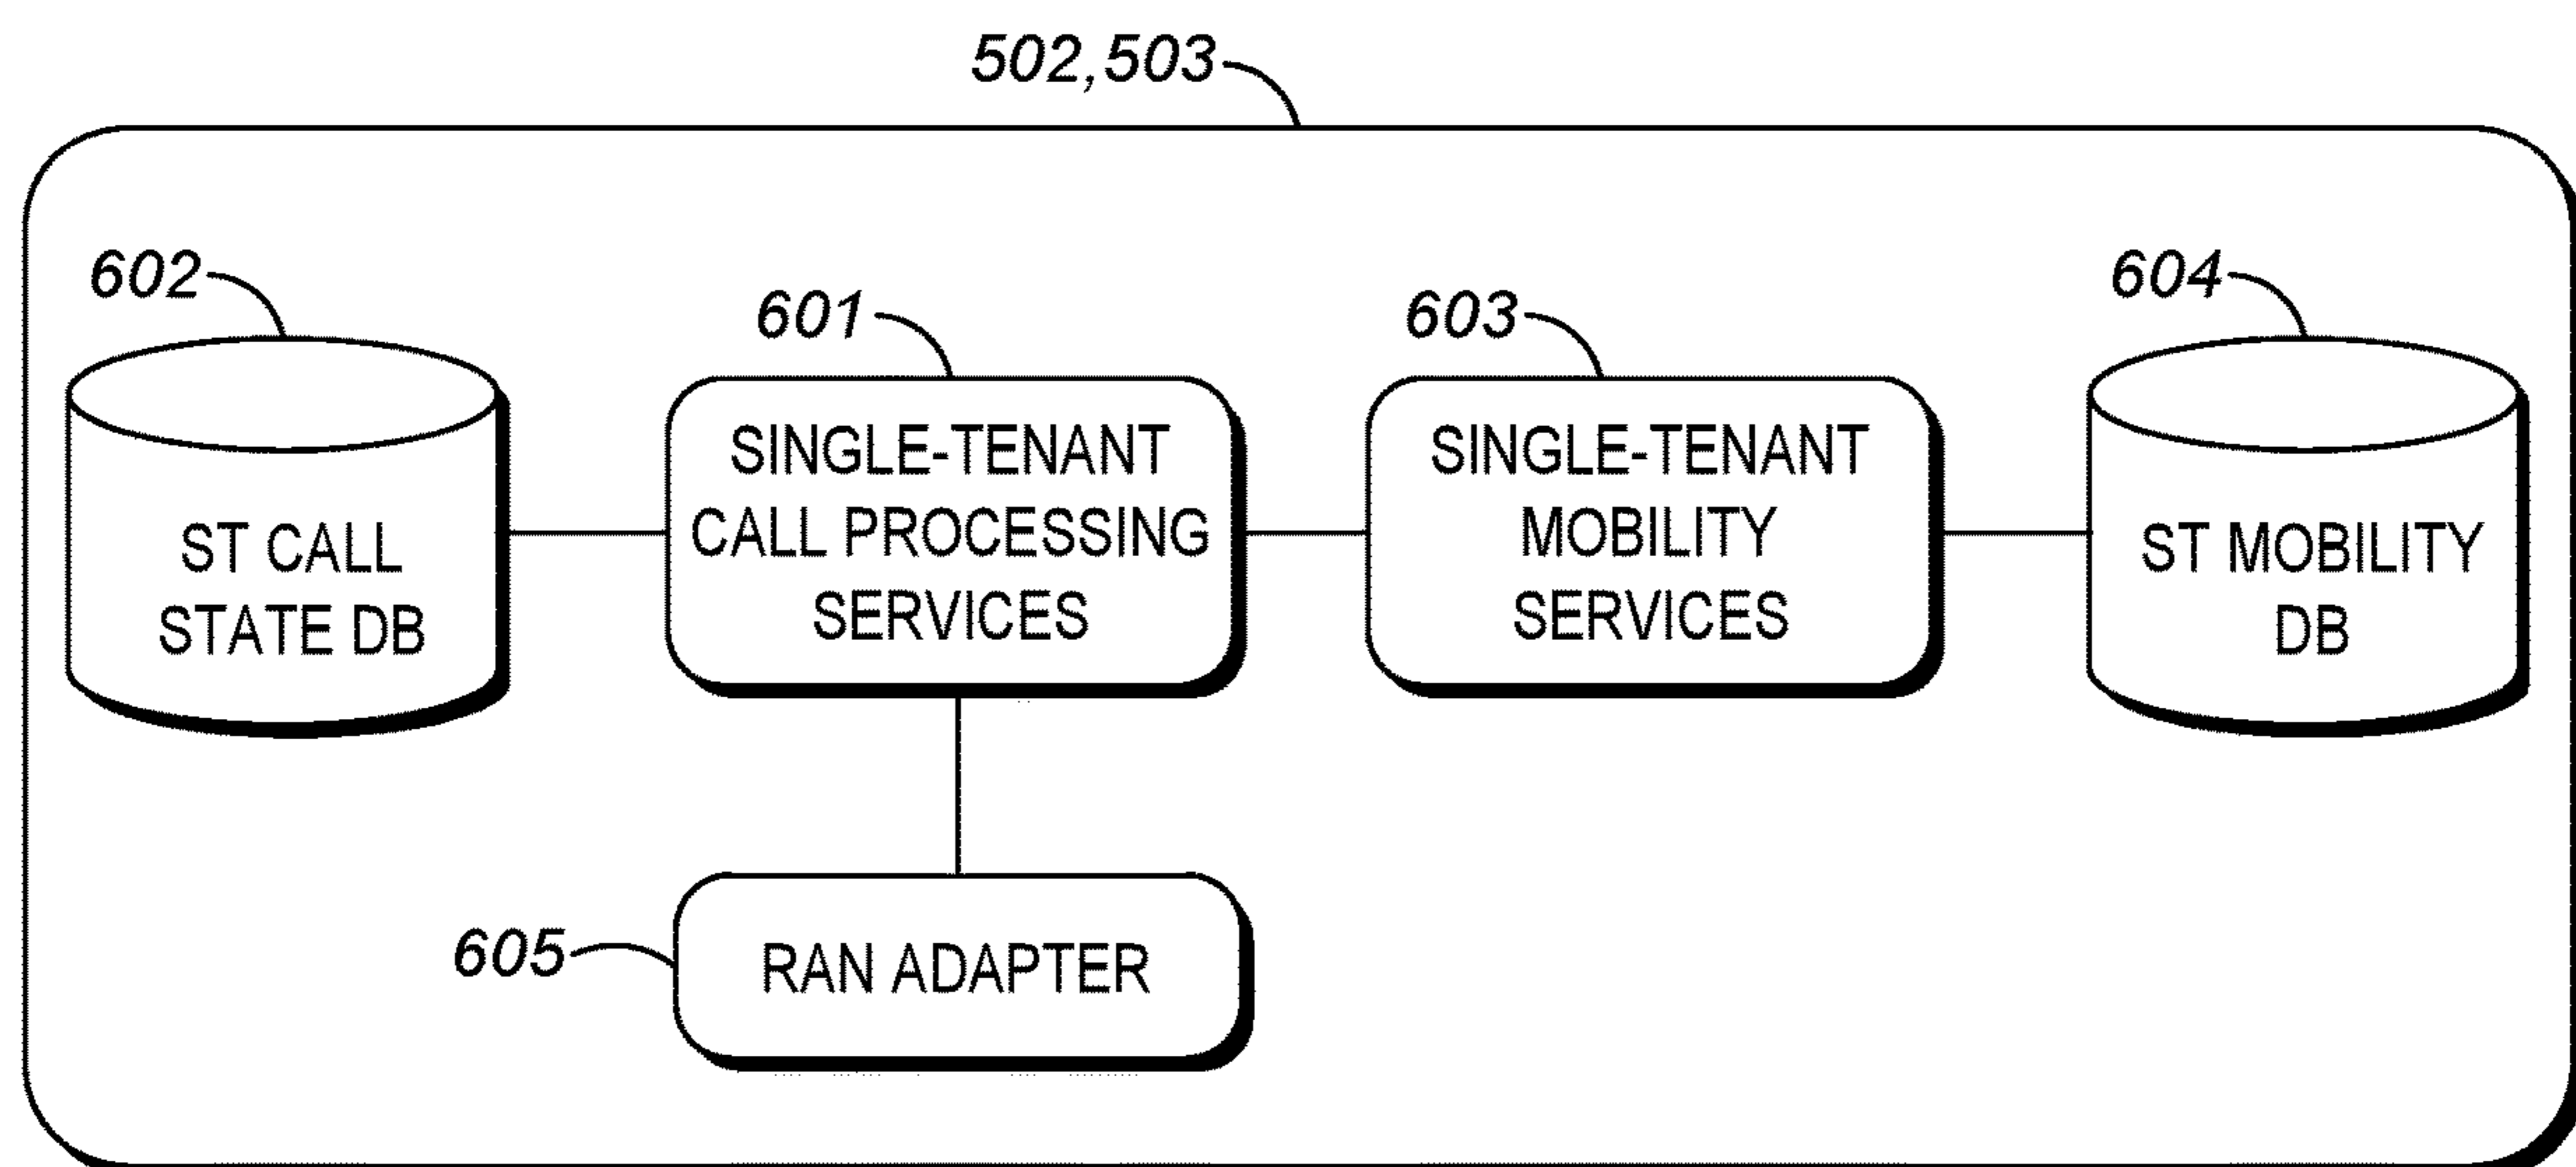 502,503
602
601
603
604
ST CALL
STATE DB
SINGLE-TENANT
CALL PROCESSING
SERVICES
SINGLE-TENANT
MOBILITY
SERVICES
ST MOBILITY
DB
605
RAN ADAPTER